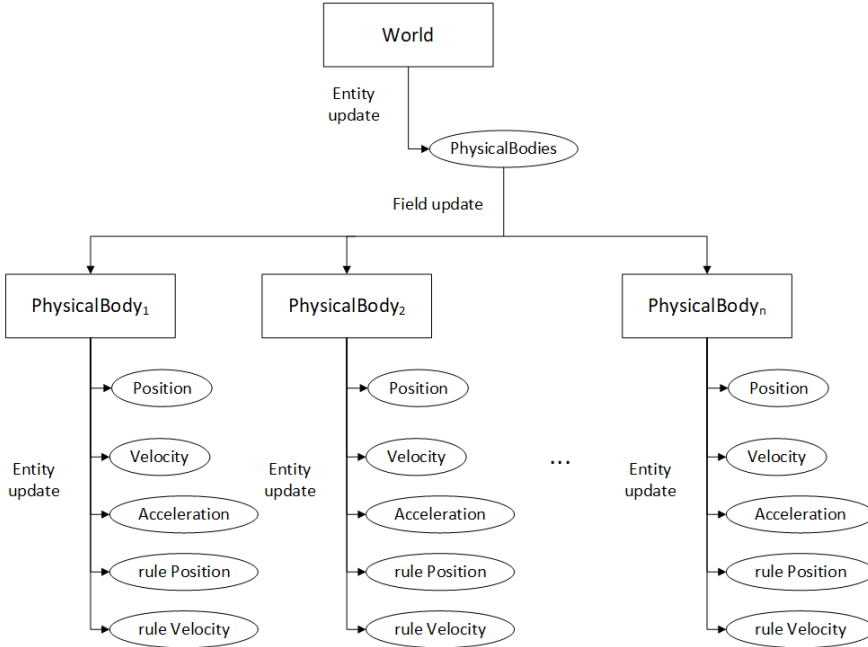 World
Entity
update
PhysicalBodies
Field update
PhysicalBody₁
PhysicalBody₂
PhysicalBodyₙ
Position
Position
Position
Velocity
Velocity
...
Velocity
Entity
update
Entity
update
Entity
update
Acceleration
Acceleration
Acceleration
rule Position
rule Position
rule Position
rule Velocity
rule Velocity
rule Velocity